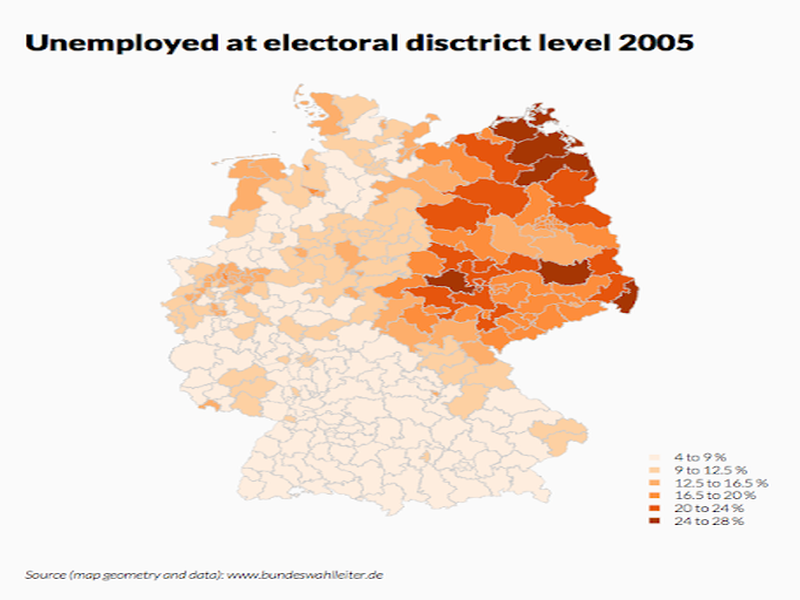 Unemployed at electoral disctrict level 2005
4 to 9 %
9 to 12.5 %
12.5 to 16.5 %
16.5 to 20 %
20 to 24 %
24 to 28 %
Source (map geometry and data): www.bundeswahlleiter.de